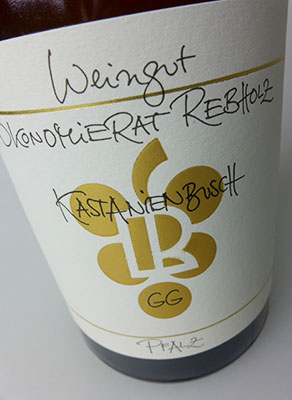 Weingut
ÖKONOMIERAT REBHOLZ
KASTANIENBUSCH
R
GG
PFALZ